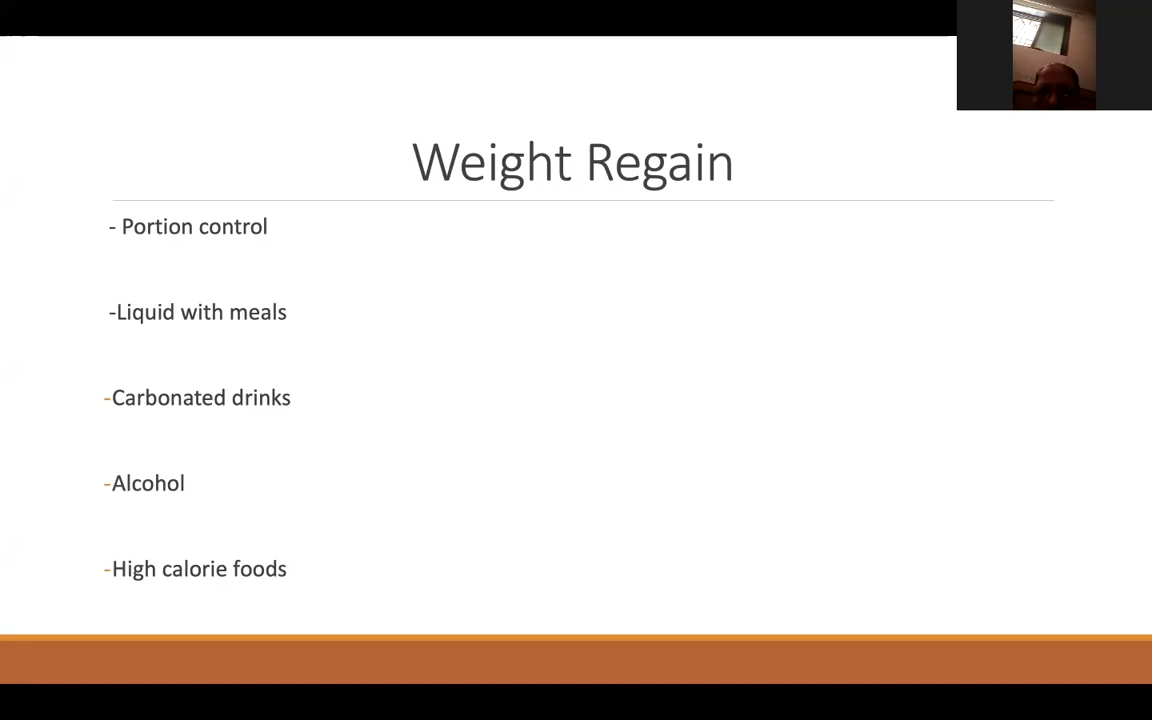 Weight Regain
- Portion control
-Liquid with meals
-Carbonated drinks
-Alcohol
-High calorie foods